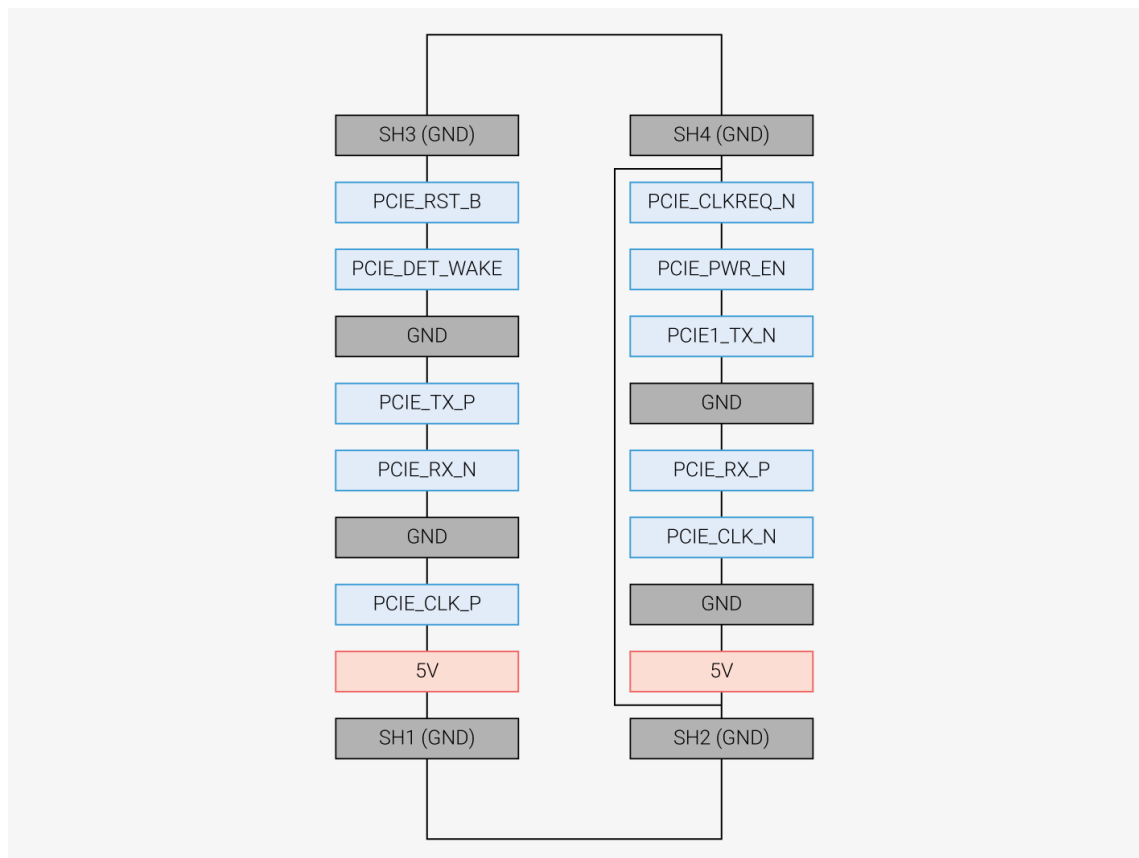 SH3 (GND)
SH4 (GND)
PCIE_RST_B
PCIE_CLKREQ_N
PCIE_DET_WAKE
PCIE_PWR_EN
GND
PCIE1_TX_N
PCIE_TX_P
GND
PCIE_RX_N
PCIE_RX_P
GND
PCIE_CLK_N
PCIE_CLK_P
GND
5V
5V
SH1 (GND)
SH2 (GND)